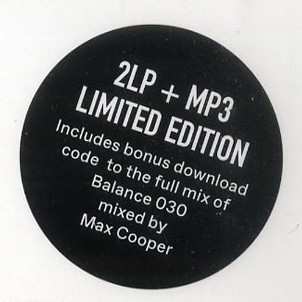 2LP + MP3
LIMITED EDITION
Includes bonus download
code to the full mix of
Balance 030
mixed by
Max Cooper